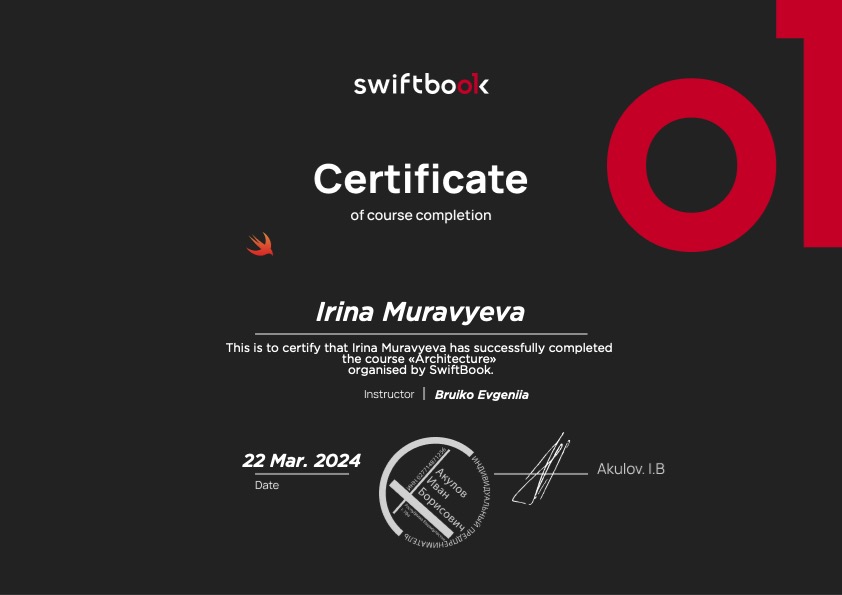 swiftbook
01
Certificate
of course completion
Irina Muravyeva
This is to certify that Irina Muravyeva has successfully completed
the course «Architecture»
organised by SwiftBook.
Instructor | Bruiko Evgeniia
22 Mar. 2024
Date
Акулов
Иван
Борисович
ИНДИВИДУАЛЬНЫЙ ПРЕДПРИНИМАТЕЛЬ
Akulov. I.B